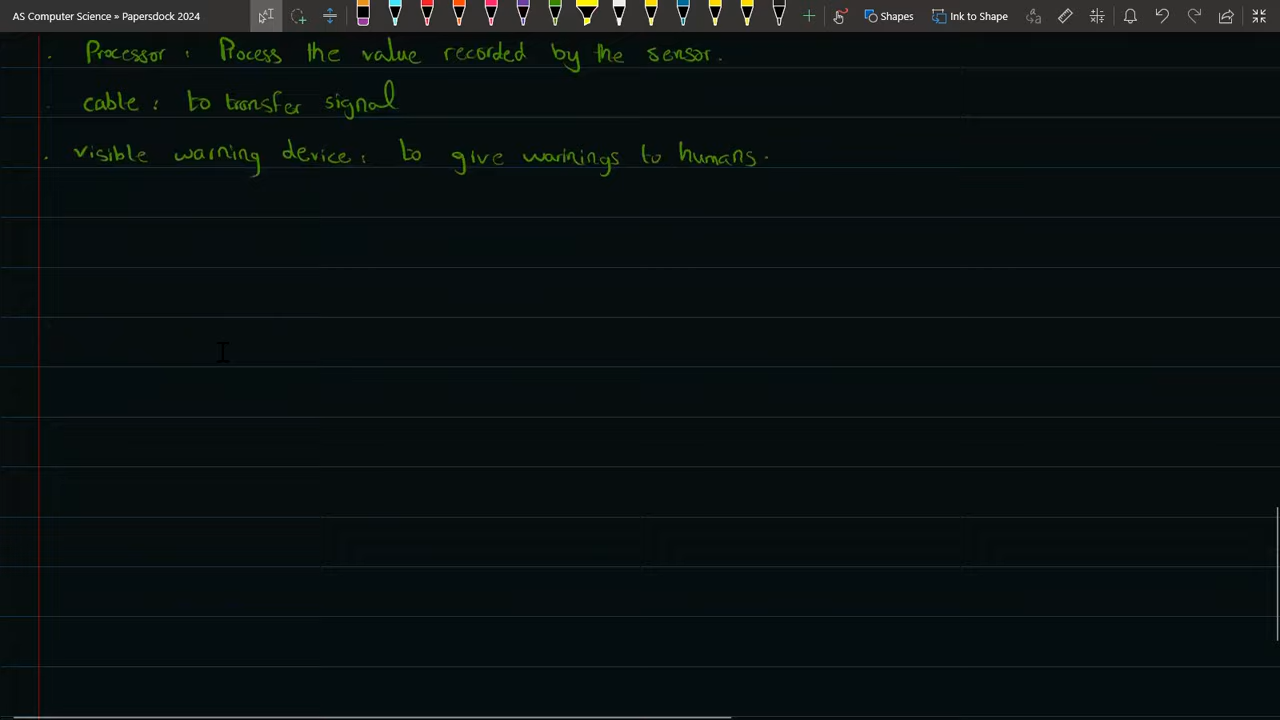 AS Computer Science » Papersdock 2024
Shapes
Ink to Shape
. Processor : Process the value recorded by the sensor.
. cable : to transfer signal
. visible warning device : to give warinings to humans.